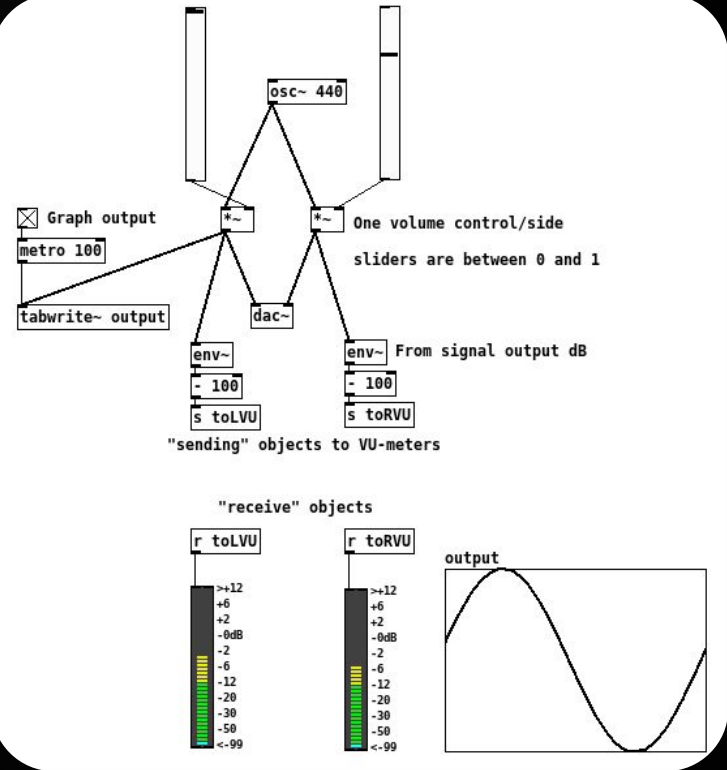 osc~ 440
Graph output
*~
*~
One volume control/side
metro 100
sliders are between 0 and 1
tabwrite~ output
dac~
env~
env~
From signal output dB
- 100
- 100
s toLVU
s toRVU
"sending" objects to VU-meters
"receive" objects
r toLVU
r toRVU
output
>+12
+6
+2
-0dB
-2
-6
-12
-20
-30
-50
<-99
>+12
+6
+2
-0dB
-2
-6
-12
-20
-30
-50
<-99